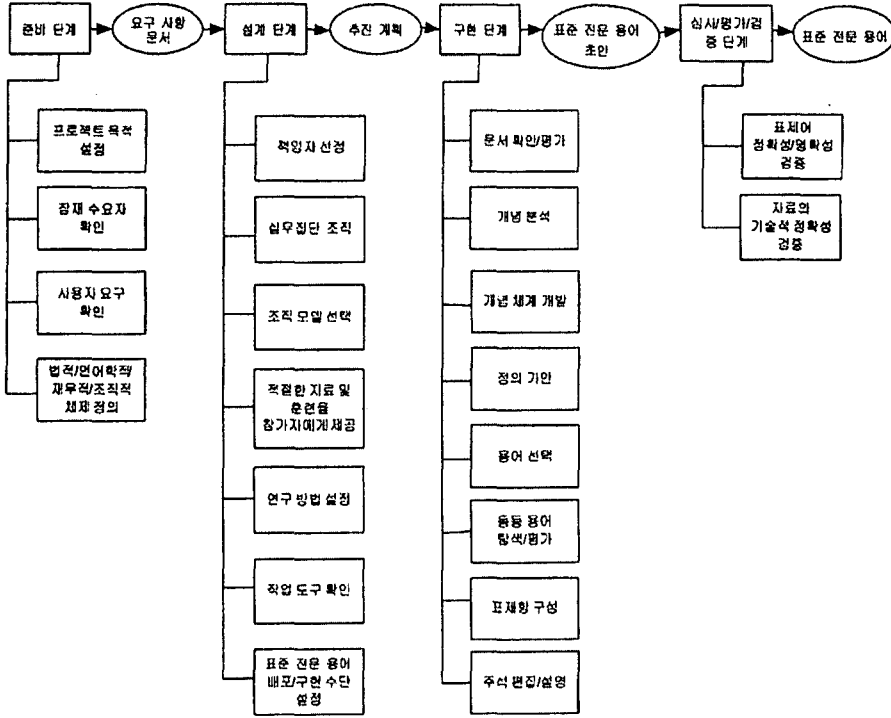 준비 단계
요구 사항
문서
설계 단계
추진 계획
구현 단계
표준 전문 용어
초안
심사/평가/검
증 단계
표준 전문 용어
프로젝트 목적
설정
잠재 수요자
확인
사용자 요구
확인
법적/언어학적/
재무적/조직적
체제 정의
책임자 선정
실무집단 조직
조직 모델 선택
적절한 자료 및
훈련을
참가자에게 제공
연구 방법 설정
작업 도구 확인
표준 전문 용어
배포/구현 수단
설정
문서 확인/평가
개념 분석
개념 체계 개발
정의 기안
용어 선택
동등 용어
탐색/평가
표제항 구성
주석 편집/설명
표제어
정확성/명확성
검증
자료의
기술적 정확성
검증